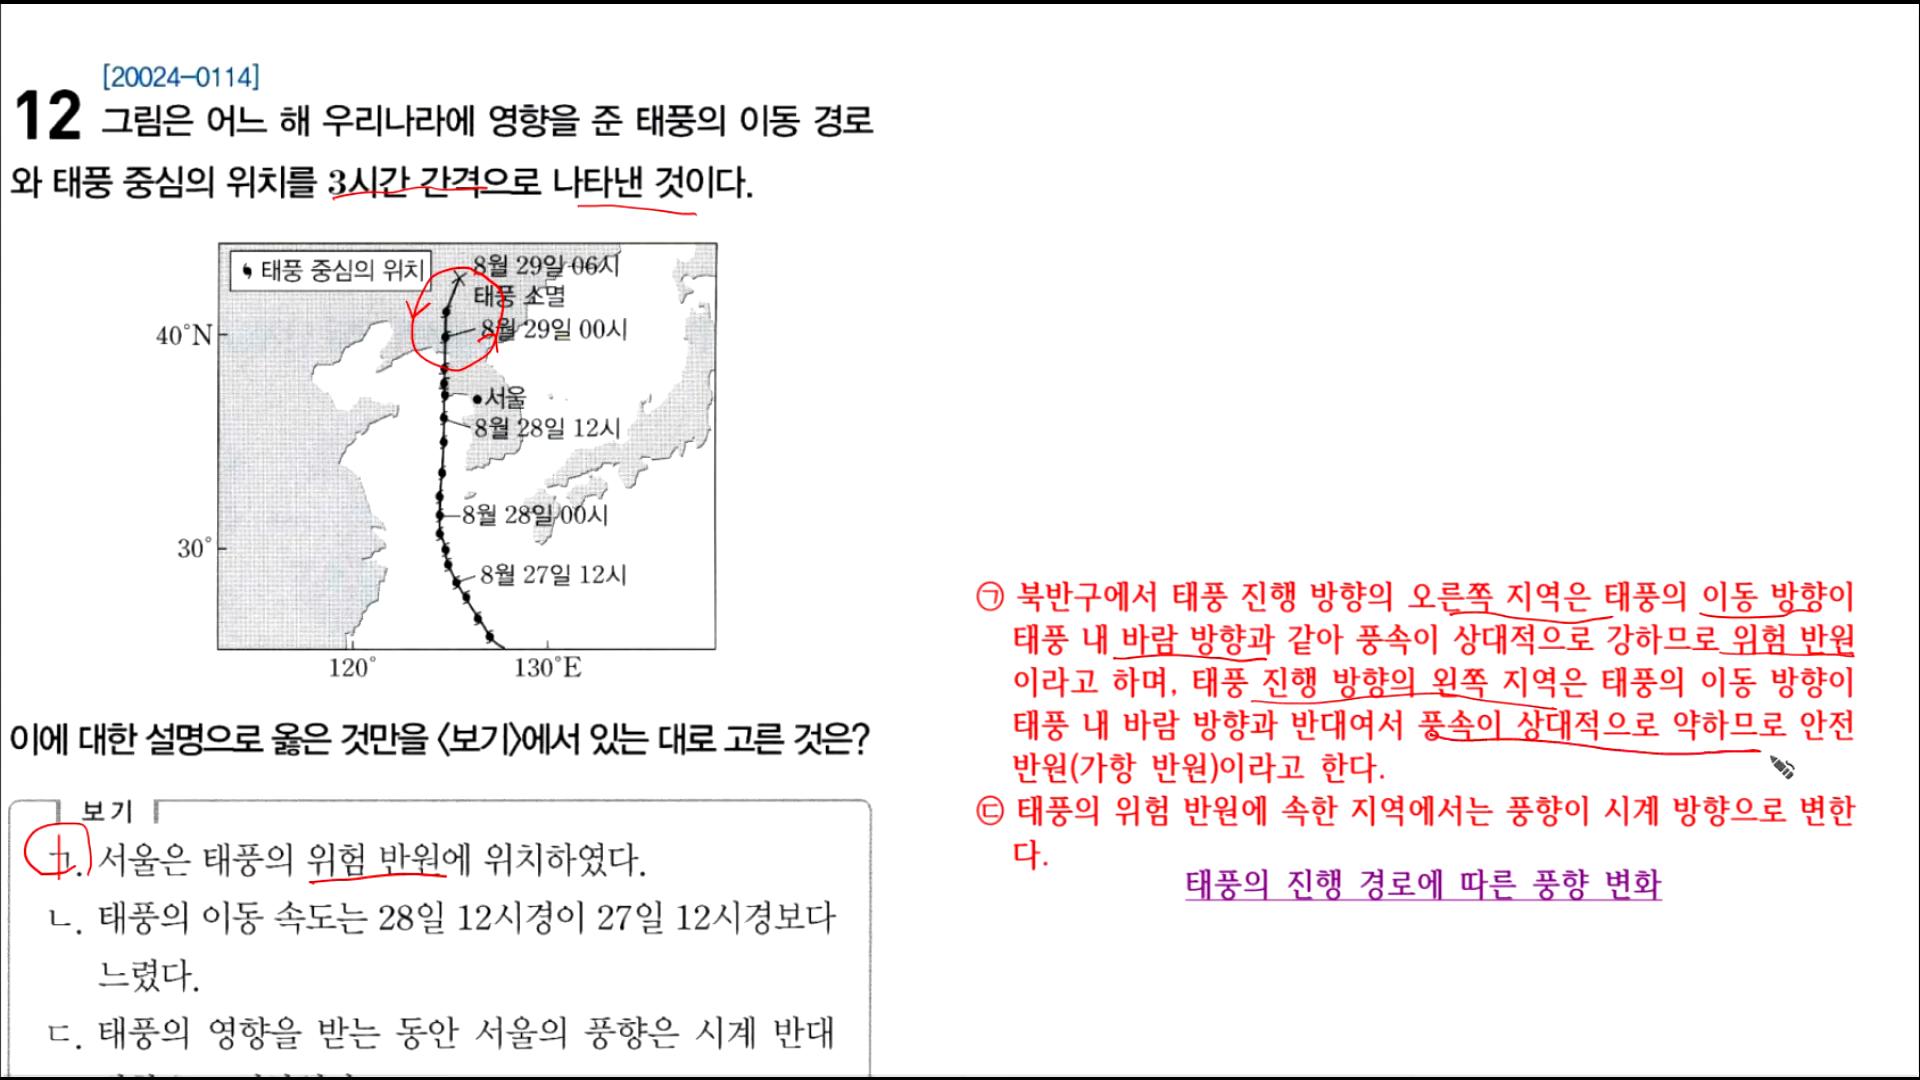 [20024-0114]
12 그림은 어느 해 우리나라에 영향을 준 태풍의 이동 경로
와 태풍 중심의 위치를 3시간 간격으로 나타낸 것이다.
태풍 중심의 위치
8월 29일 06시
태풍 소멸
40°N
8월 29일 00시
서울
8월 28일 12시
8월 28일 00시
30°
8월 27일 12시
120°
130°E
이에 대한 설명으로 옳은 것만을 <보기>에서 있는 대로 고른 것은?
보기
ㄱ. 서울은 태풍의 위험 반원에 위치하였다.
ㄴ. 태풍의 이동 속도는 28일 12시경이 27일 12시경보다
느렸다.
ㄷ. 태풍의 영향을 받는 동안 서울의 풍향은 시계 반대
㉠ 북반구에서 태풍 진행 방향의 오른쪽 지역은 태풍의 이동 방향이
태풍 내 바람 방향과 같아 풍속이 상대적으로 강하므로 위험 반원
이라고 하며, 태풍 진행 방향의 왼쪽 지역은 태풍의 이동 방향이
태풍 내 바람 방향과 반대여서 풍속이 상대적으로 약하므로 안전
반원(가항 반원)이라고 한다.
㉢ 태풍의 위험 반원에 속한 지역에서는 풍향이 시계 방향으로 변한
다.
태풍의 진행 경로에 따른 풍향 변화